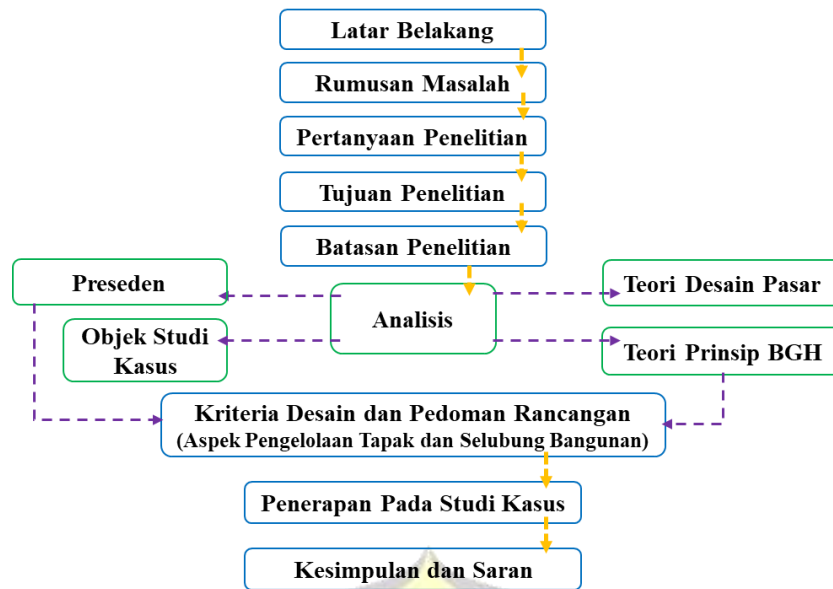 Latar Belakang
Rumusan Masalah
Pertanyaan Penelitian
Tujuan Penelitian
Batasan Penelitian
Preseden
Analisis
Teori Desain Pasar
Objek Studi
Kasus
Teori Prinsip BGH
Kriteria Desain dan Pedoman Rancangan
(Aspek Pengelolaan Tapak dan Selubung Bangunan)
Penerapan Pada Studi Kasus
Kesimpulan dan Saran